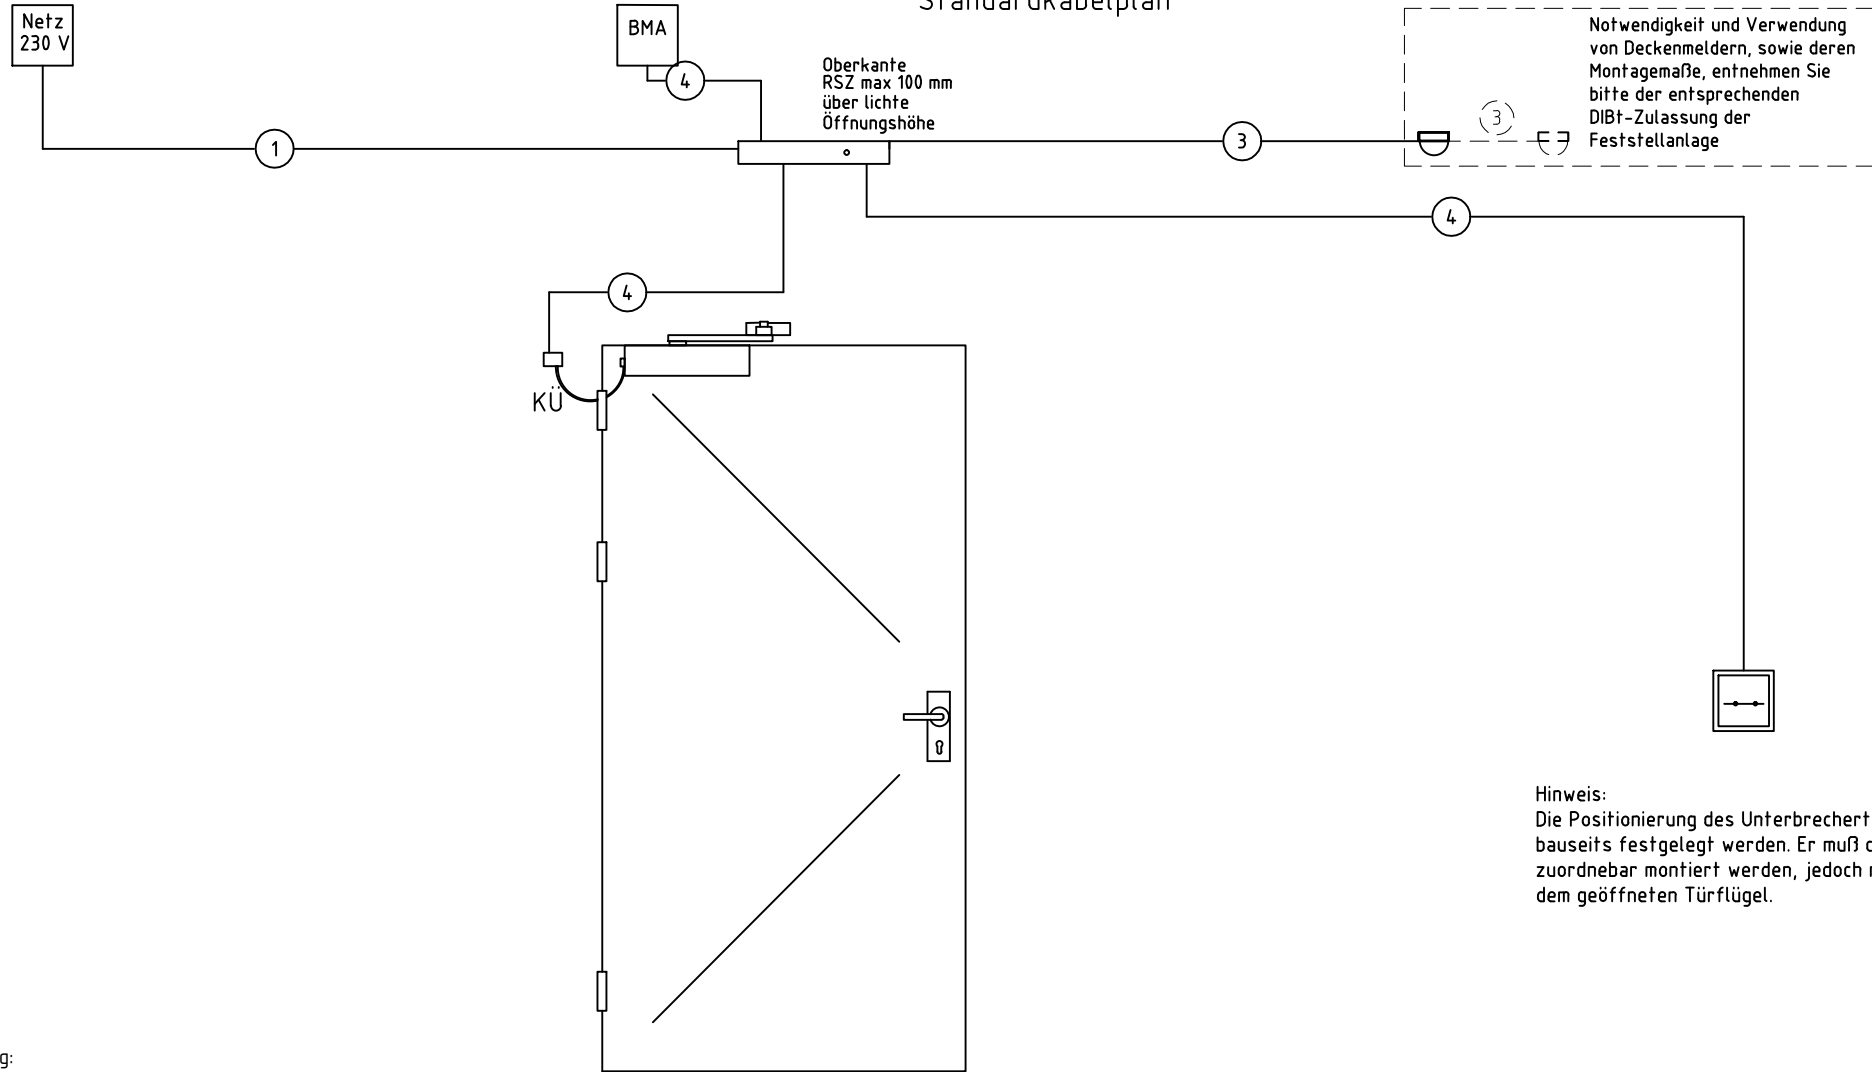 Standardkabelplan
Netz
230 V
BMA
4
Oberkante
RSZ max 100 mm
über lichte
Öffnungshöhe
Notwendigkeit und Verwendung
von Deckenmeldern, sowie deren
Montagemaße, entnehmen Sie
bitte der entsprechenden
DIBt-Zulassung der
Feststellanlage
3
1
3
4
4
KÜ
Hinweis:
Die Positionierung des Unterbrechert
bauseits festgelegt werden. Er muß
zuordnebar montiert werden, jedoch
dem geöffneten Türflügel.
g: